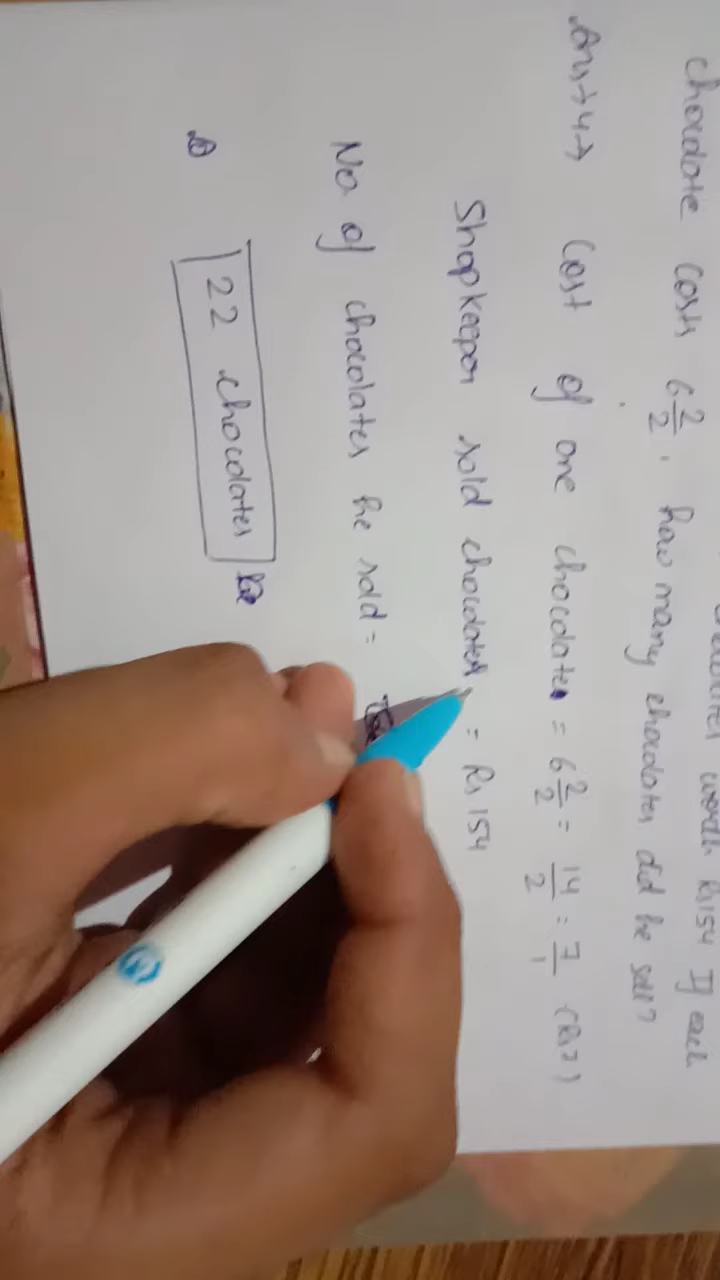 worth Rs154 If each
chocolate costs 6 2/2, how many chocolates did he sell?
Ans→4→ Cost of one chocolate = 6 2/2 = 14/2 = 7/1 (Rs7)
Shopkeeper sold chocolates = Rs 154
No of chocolates he sold =
22 chocolates